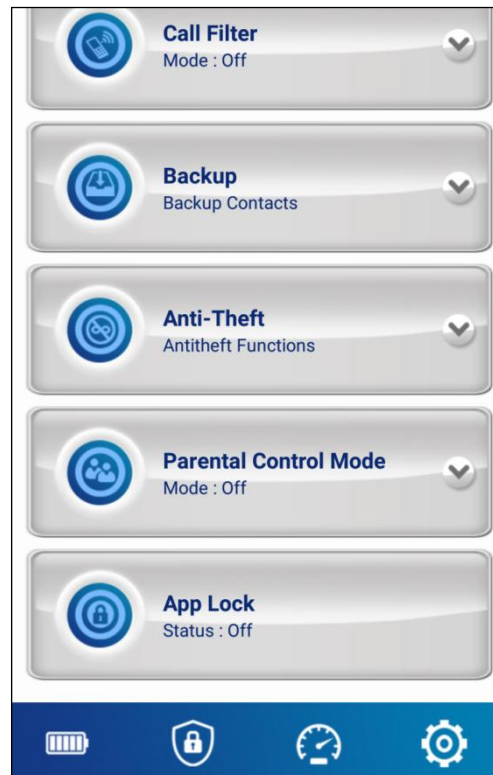 Call Filter
Mode : Off
Backup
Backup Contacts
Anti-Theft
Antitheft Functions
Parental Control Mode
Mode : Off
App Lock
Status : Off